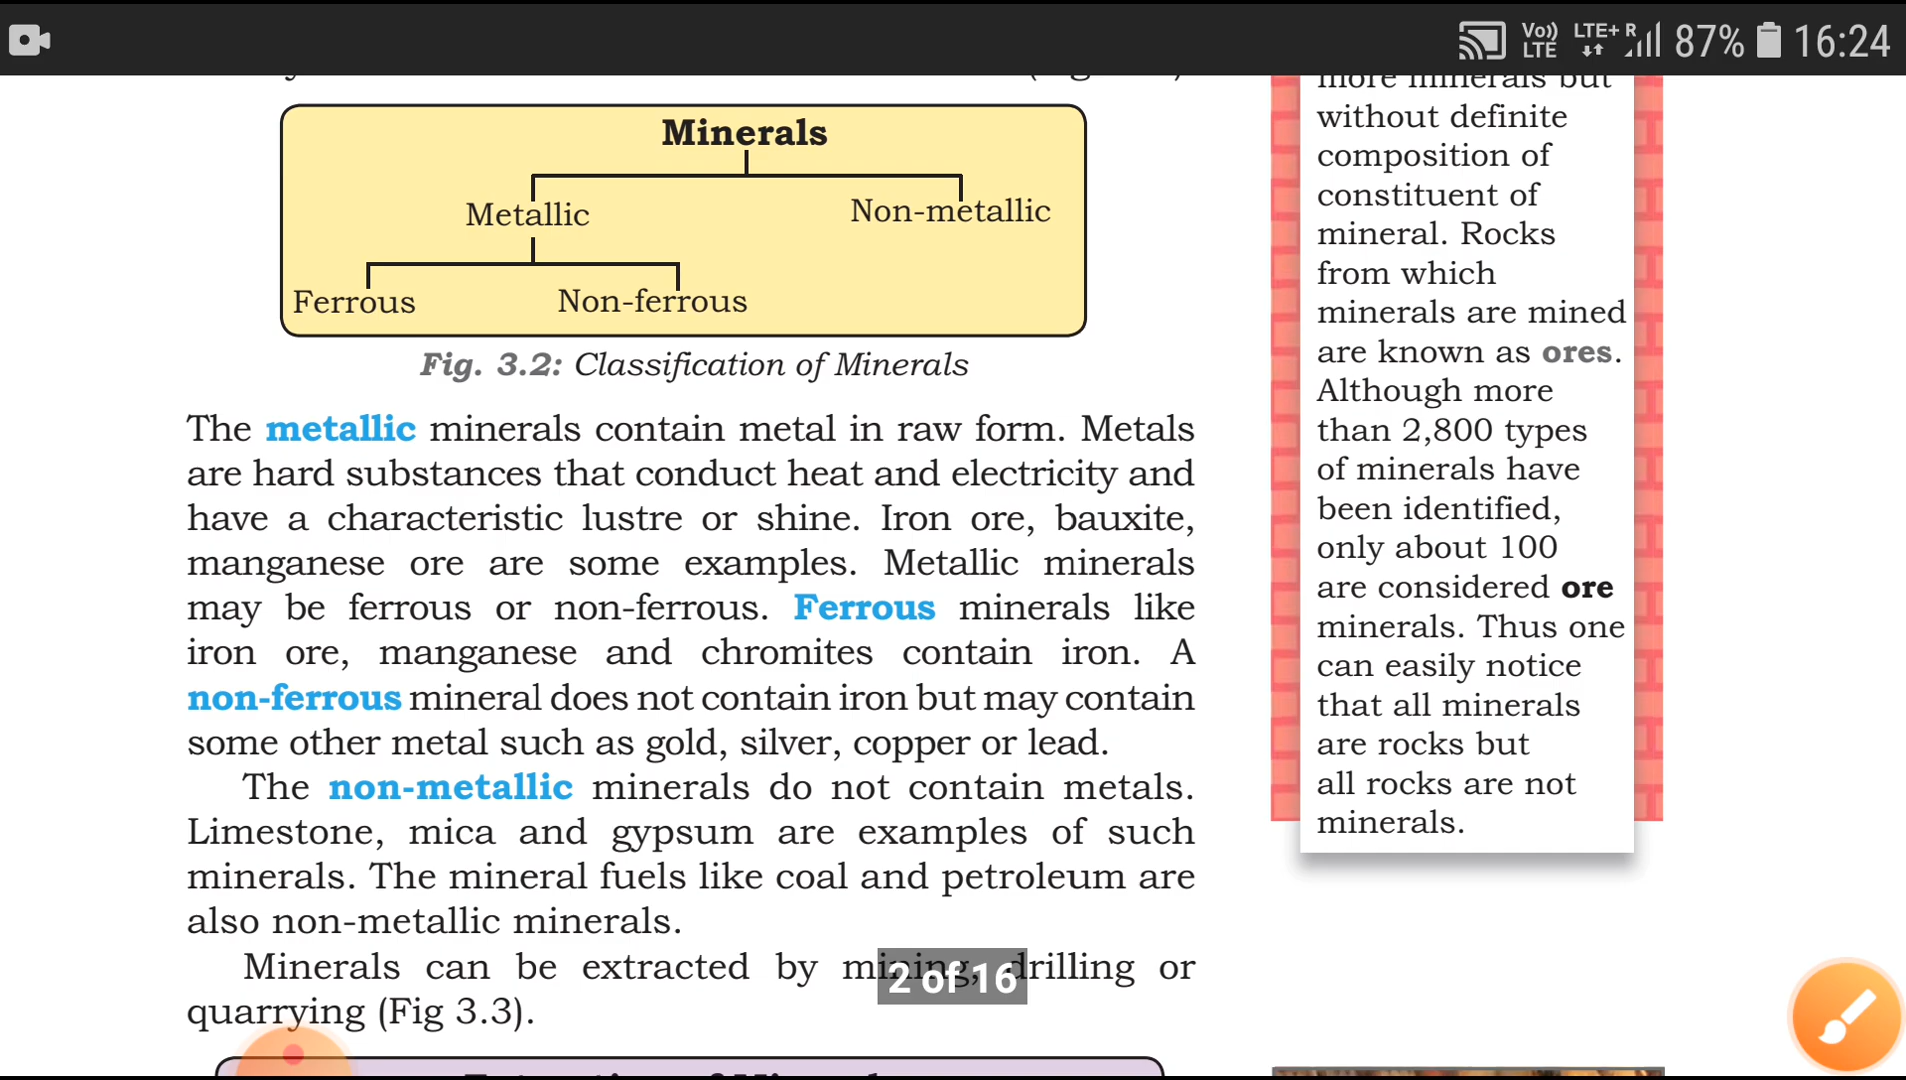 Vo)) LTE LTE+ R 87% 16:24
Minerals
Metallic Non-metallic
Ferrous Non-ferrous
Fig. 3.2: Classification of Minerals
The metallic minerals contain metal in raw form. Metals
are hard substances that conduct heat and electricity and
have a characteristic lustre or shine. Iron ore, bauxite,
manganese ore are some examples. Metallic minerals
may be ferrous or non-ferrous. Ferrous minerals like
iron ore, manganese and chromites contain iron. A
non-ferrous mineral does not contain iron but may contain
some other metal such as gold, silver, copper or lead.
The non-metallic minerals do not contain metals.
Limestone, mica and gypsum are examples of such
minerals. The mineral fuels like coal and petroleum are
also non-metallic minerals.
Minerals can be extracted by mining, drilling or
quarrying (Fig 3.3).
2 of 16
more minerals but
without definite
composition of
constituent of
mineral. Rocks
from which
minerals are mined
are known as ores.
Although more
than 2,800 types
of minerals have
been identified,
only about 100
are considered ore
minerals. Thus one
can easily notice
that all minerals
are rocks but
all rocks are not
minerals.